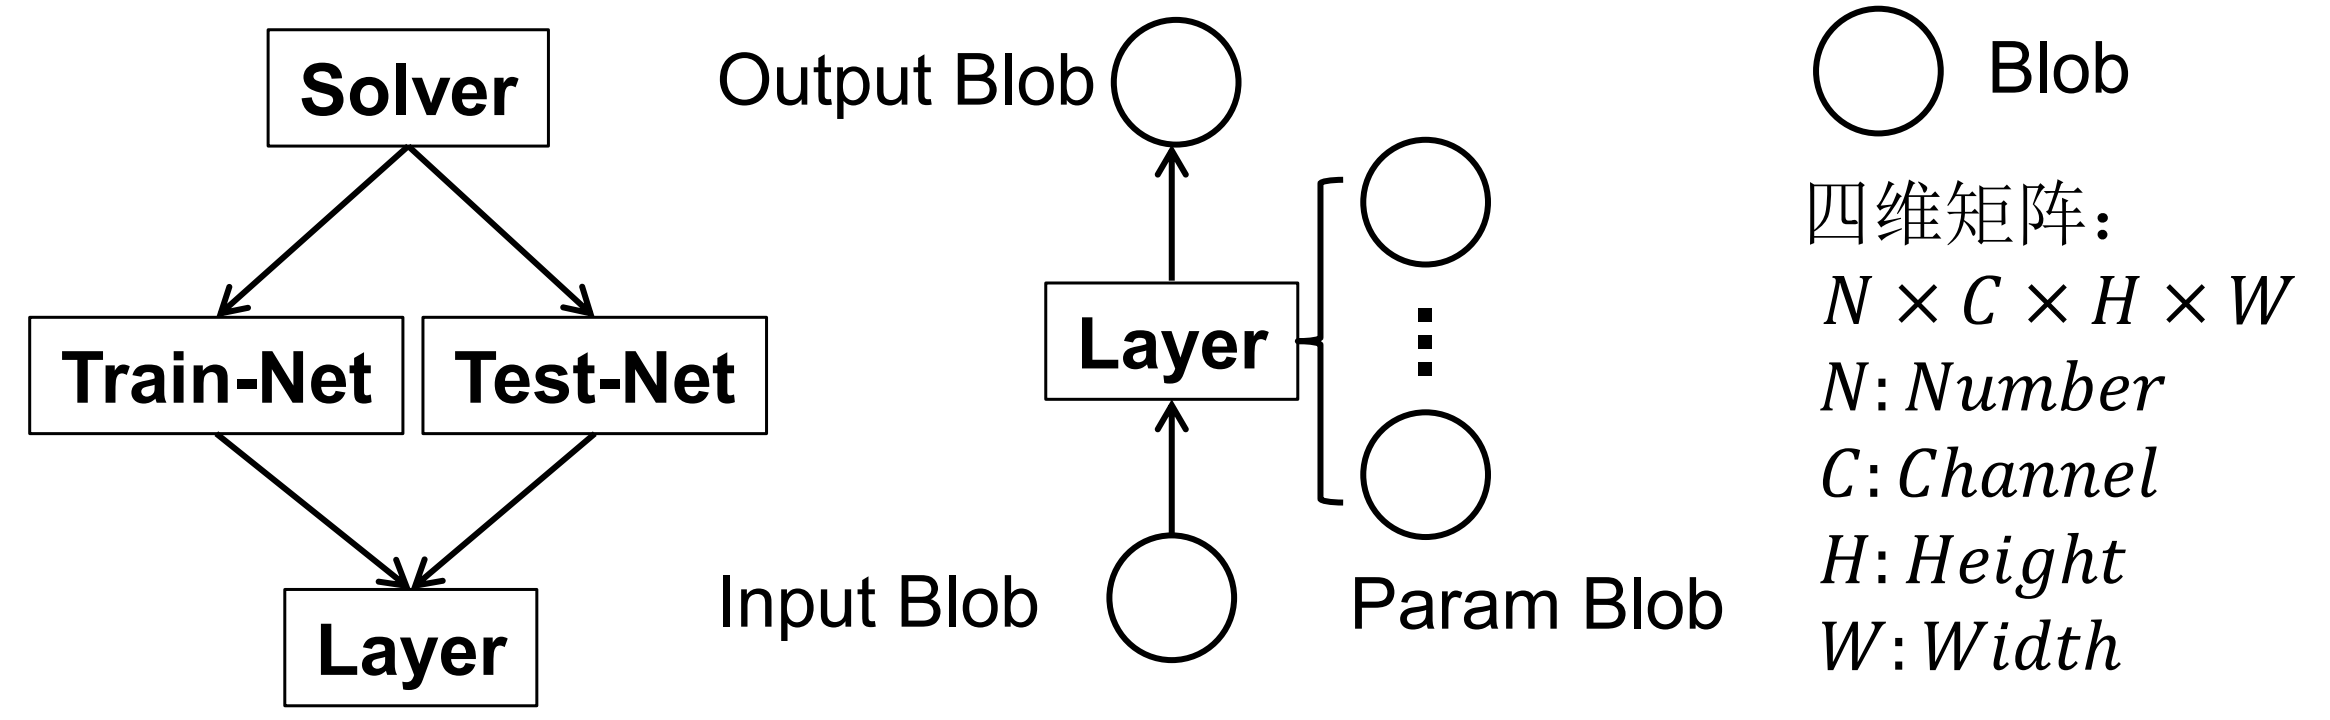 Solver
Train-Net
Test-Net
Layer
Output Blob
Layer
Input Blob
Param Blob
Blob
四维矩阵：
N × C × H × W
N: Number
C: Channel
H: Height
W: Width